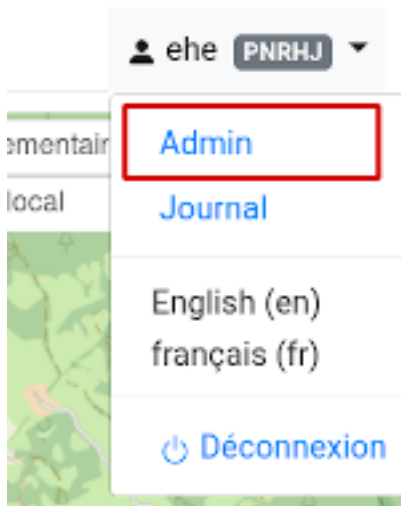 ehe PNRHJ
Admin
ementair
Journal
local
English (en)
français (fr)
Déconnexion